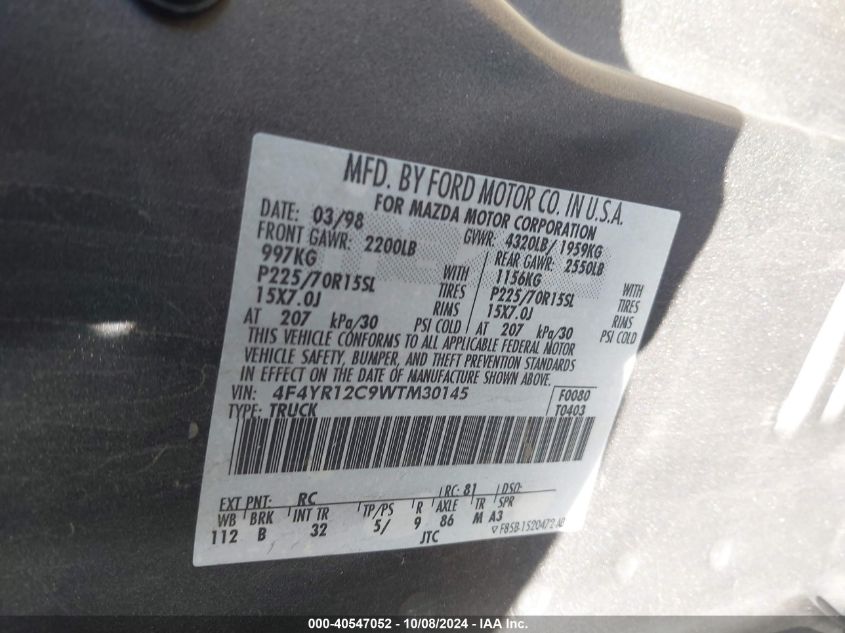 MFD. BY FORD MOTOR CO. IN U.S.A.
FOR MAZDA MOTOR CORPORATION
DATE: 03/98 GVWR: 4320LB/ 1959KG
FRONT GAWR: 2200LB REAR GAWR: 2550LB
997KG WITH 1156KG WITH
P225/70R15SL TIRES P225/70R15SL TIRES
15X7.0J RIMS 15X7.0J RIMS
AT 207 kPa/30 PSI COLD AT 207 kPa/30 PSI COLD
THIS VEHICLE CONFORMS TO ALL APPLICABLE FEDERAL MOTOR
VEHICLE SAFETY, BUMPER, AND THEFT PREVENTION STANDARDS
IN EFFECT ON THE DATE OF MANUFACTURE SHOWN ABOVE.
VIN: 4F4YR12C9WTM30145 F0080
TYPE: TRUCK T0403
EXT PNT: RC RC: 81 DSO:
WB BRK INT TR TP/PS R AXLE TR SPR
112 B 32 5/ 9 86 M A3
JTC F85B-1520472-AB
000-40547052 - 10/08/2024 - IAA Inc.